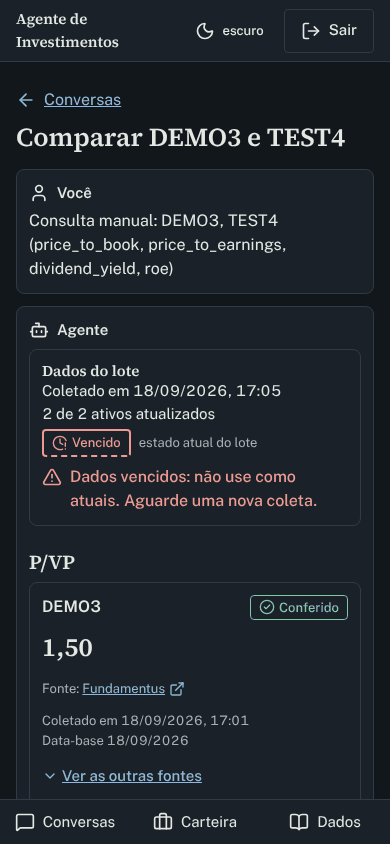 Agente de
Investimentos
escuro
Sair
Conversas
Comparar DEMO3 e TEST4
Você
Consulta manual: DEMO3, TEST4
(price_to_book, price_to_earnings,
dividend_yield, roe)
Agente
Dados do lote
Coletado em 18/09/2026, 17:05
2 de 2 ativos atualizados
Vencido
estado atual do lote
Dados vencidos: não use como
atuais. Aguarde uma nova coleta.
P/VP
DEMO3
Conferido
1,50
Fonte: Fundamentus
Coletado em 18/09/2026, 17:01
Data-base 18/09/2026
Ver as outras fontes
Conversas
Carteira
Dados